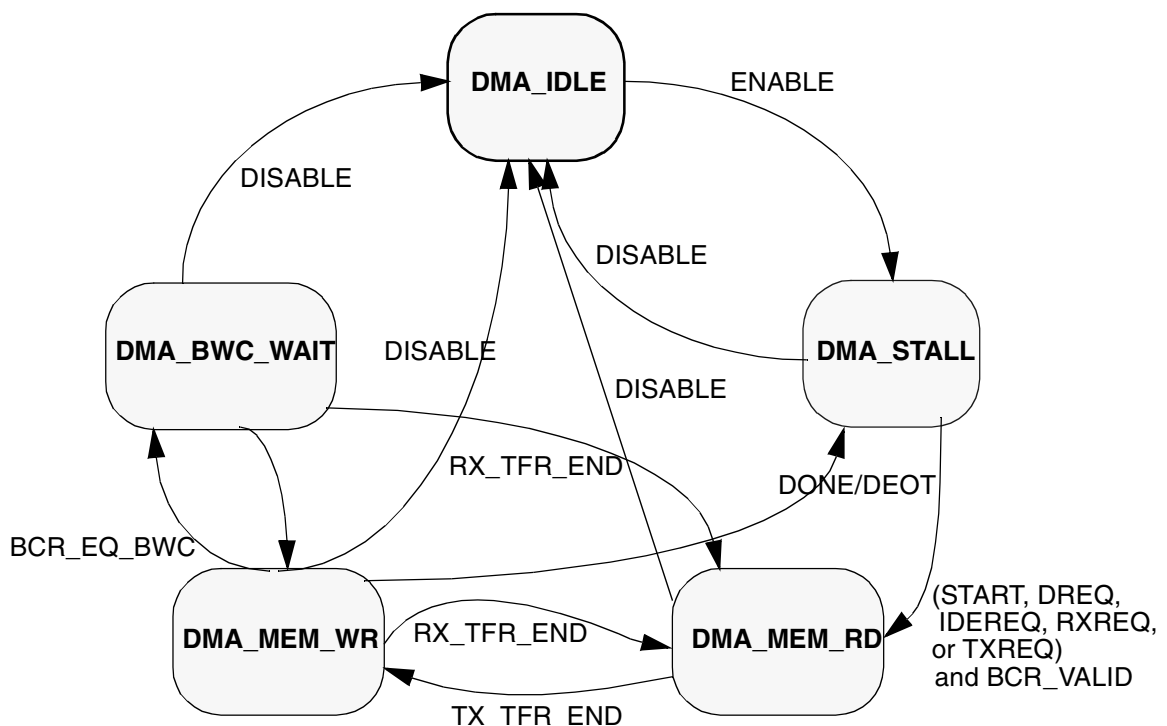 DMA_IDLE
ENABLE
DISABLE
DISABLE
DMA_BWC_WAIT
DISABLE
DMA_STALL
DISABLE
RX_TFR_END
DONE/DEOT
BCR_EQ_BWC
(START, DREQ,
IDEREQ, RXREQ,
or TXREQ)
and BCR_VALID
DMA_MEM_WR
RX_TFR_END
DMA_MEM_RD
TX_TFR_END